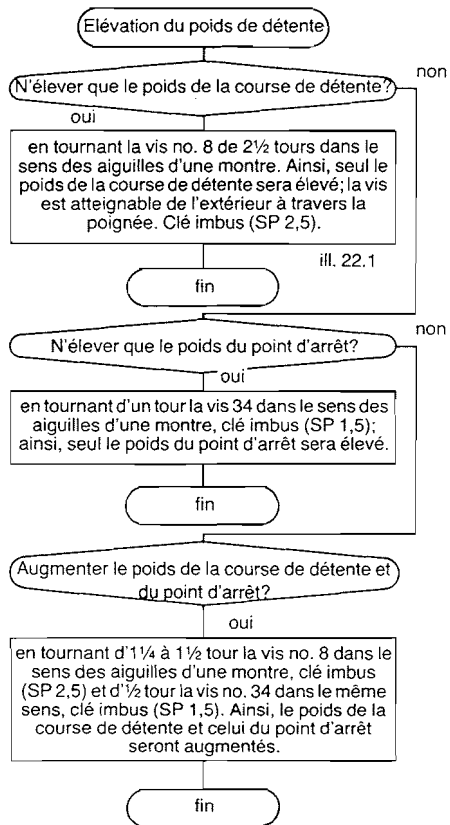 Elévation du poids de détente
N'élever que le poids de la course de détente?
non
oui
en tournant la vis no. 8 de 2½ tours dans le
sens des aiguilles d'une montre. Ainsi, seul le
poids de la course de détente sera élevé; la vis
est atteignable de l'extérieur à travers la
poignée. Clé imbus (SP 2,5).
ill. 22.1
fin
non
N'élever que le poids du point d'arrêt?
oui
en tournant d'un tour la vis 34 dans le sens des
aiguilles d'une montre, clé imbus (SP 1,5);
ainsi, seul le poids du point d'arrêt sera élevé.
fin
Augmenter le poids de la course de détente et
du point d'arrêt?
oui
en tournant d'1¼ à 1½ tour la vis no. 8 dans le
sens des aiguilles d'une montre, clé imbus
(SP 2,5) et d'½ tour la vis no. 34 dans le même
sens, clé imbus (SP 1,5). Ainsi, le poids de la
course de détente et celui du point d'arrêt
seront augmentés.
fin